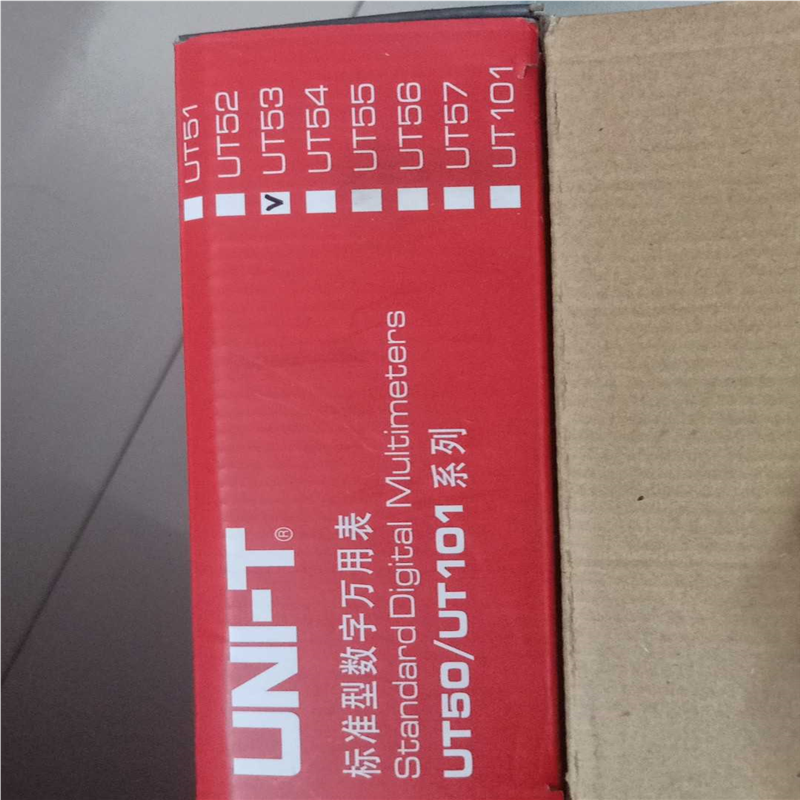 UNI-T®
标准型数字万用表
Standard Digital Multimeters
UT50/UT101 系列
UT51
UT52
V UT53
UT54
UT55
UT56
UT57
UT101